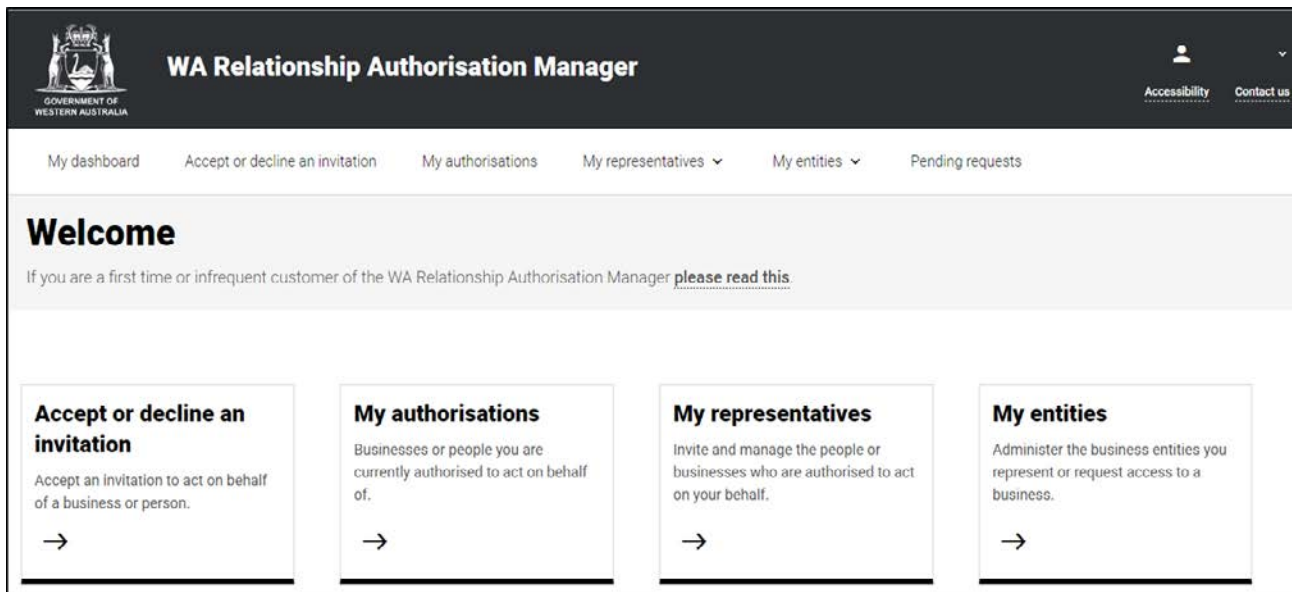 WA Relationship Authorisation Manager
GOVERNMENT OF
WESTERN AUSTRALIA
Accessibility
Contact us
My dashboard
Accept or decline an invitation
My authorisations
My representatives
My entities
Pending requests
Welcome
If you are a first time or infrequent customer of the WA Relationship Authorisation Manager please read this.
Accept or decline an
invitation
Accept an invitation to act on behalf
of a business or person.
My authorisations
Businesses or people you are
currently authorised to act on behalf
of.
My representatives
Invite and manage the people or
businesses who are authorised to act
on your behalf.
My entities
Administer the business entities you
represent or request access to a
business.